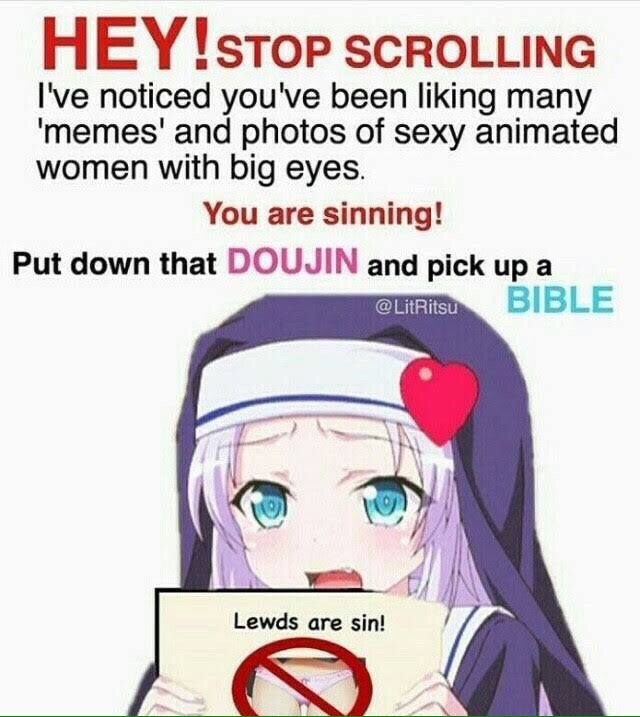 HEY! STOP SCROLLING
I've noticed you've been liking many
'memes' and photos of sexy animated
women with big eyes.
You are sinning!
Put down that DOUJIN and pick up a
BIBLE
@LitRitsu
Lewds are sin!